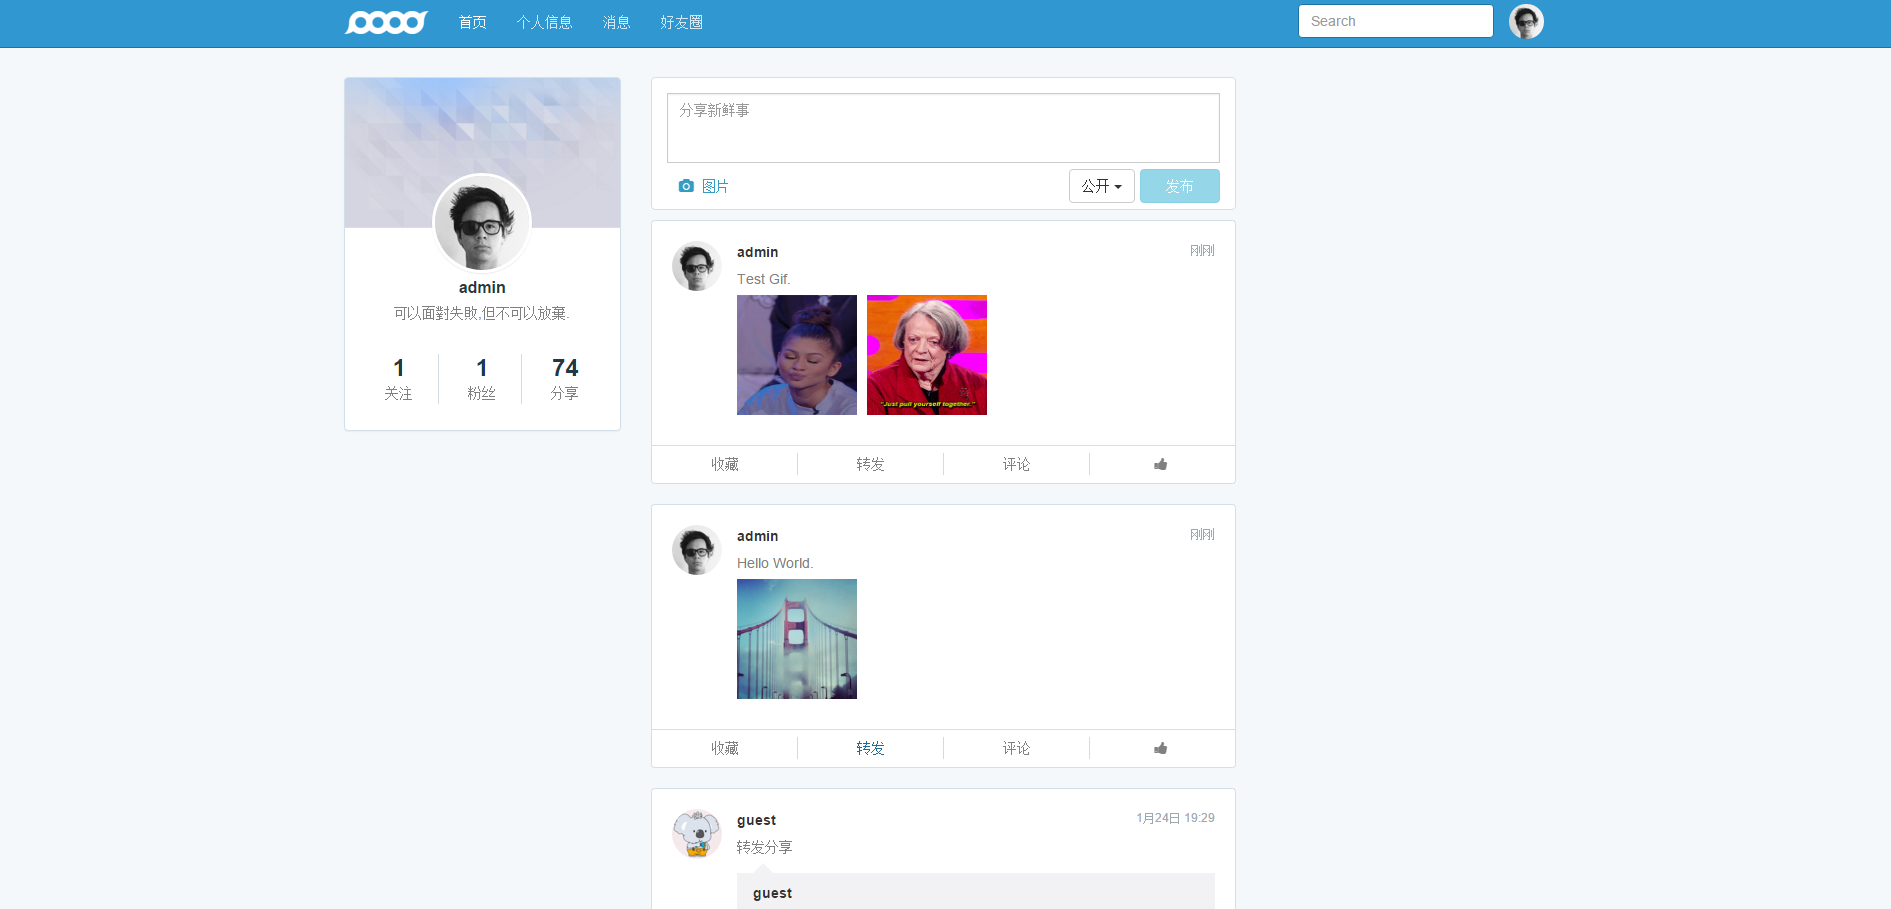 首页 个人信息 消息 好友圈 Search
admin
可以面對失敗,但不可以放棄.
1 1 74
关注 粉丝 分享
分享新鲜事
图片 公开 发布
admin 刚刚
Test Gif.
"Just pull yourself together."
收藏 转发 评论
admin 刚刚
Hello World.
收藏 转发 评论
guest 1月24日 19:29
转发分享
guest